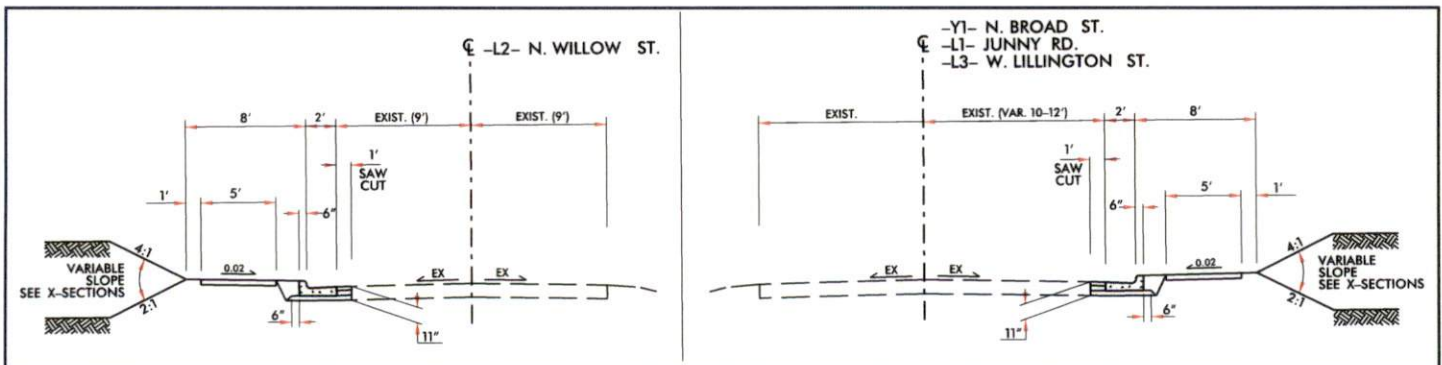 ℄ -L2- N. WILLOW ST.
8'
2'
EXIST. (9')
EXIST. (9')
1'
SAW
CUT
1'
5'
6"
4:1
0.02
EX
EX
VARIABLE
SLOPE
SEE X-SECTIONS
2:1
6"
11"
-Y1- N. BROAD ST.
℄ -L1- JUNNY RD.
-L3- W. LILLINGTON ST.
EXIST.
EXIST. (VAR. 10-12')
2'
8'
1'
SAW
CUT
5'
1'
6"
4:1
0.02
EX
EX
VARIABLE
SLOPE
SEE X-SECTIONS
2:1
6"
11"